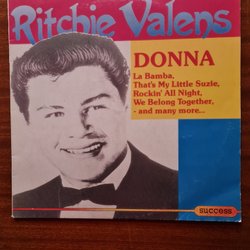 Ritchie Valens
DONNA
La Bamba,
That's My Little Suzie,
Rockin' All Night,
We Belong Together,
- and many more...
success